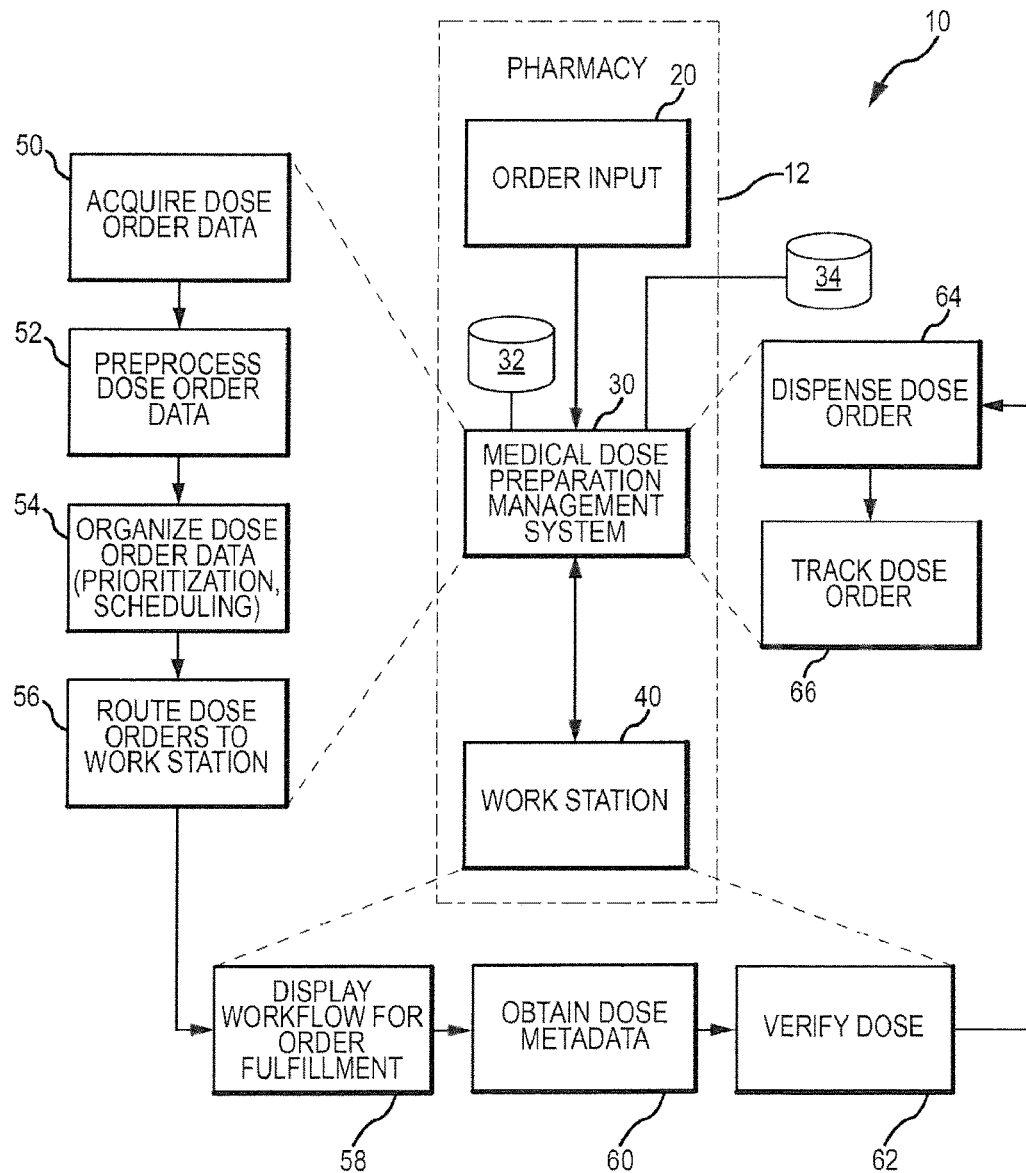 10
PHARMACY
20
ORDER INPUT
12
50
ACQUIRE DOSE
ORDER DATA
34
32
52
PREPROCESS
DOSE ORDER
DATA
30
MEDICAL DOSE
PREPARATION
MANAGEMENT
SYSTEM
64
DISPENSE DOSE
ORDER
54
ORGANIZE DOSE
ORDER DATA
(PRIORITIZATION,
SCHEDULING)
TRACK DOSE
ORDER
66
56
ROUTE DOSE
ORDERS TO
WORK STATION
40
WORK STATION
DISPLAY
WORKFLOW FOR
ORDER
FULFILLMENT
58
OBTAIN DOSE
METADATA
60
VERIFY DOSE
62